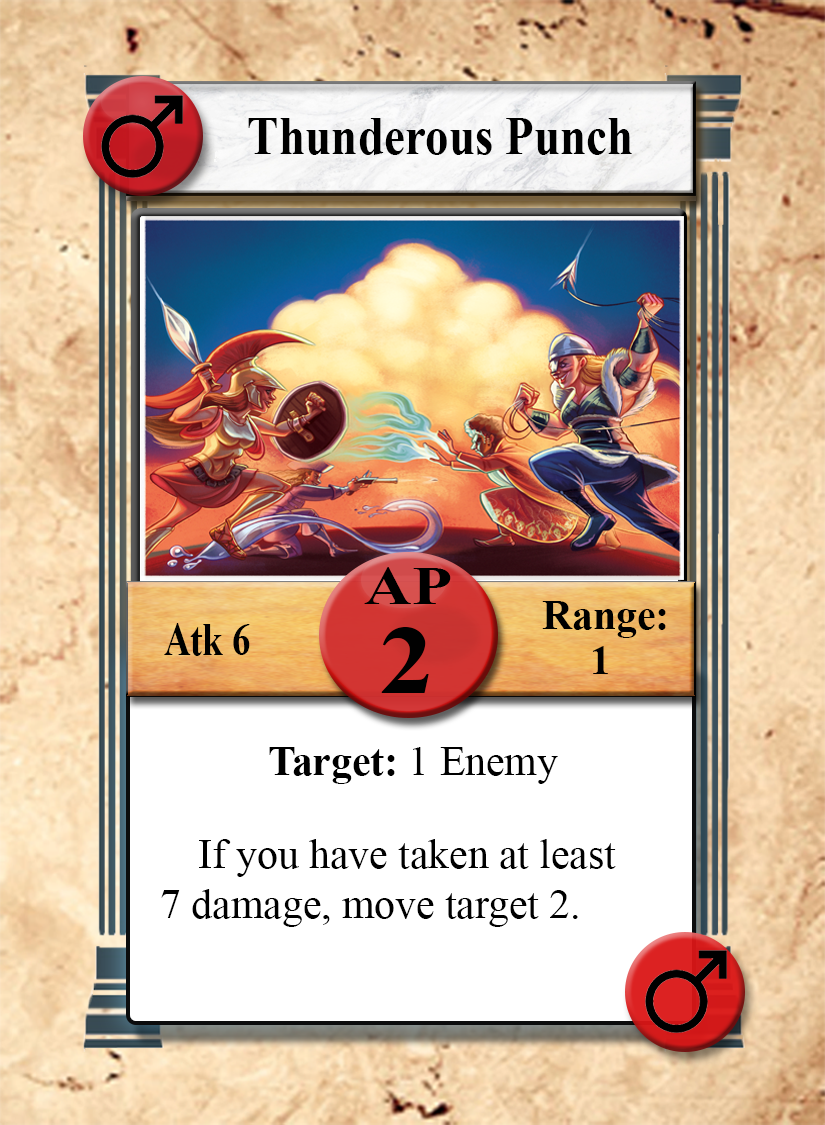 Thunderous Punch
AP
2
Atk 6
Range:
1
Target: 1 Enemy
If you have taken at least
7 damage, move target 2.